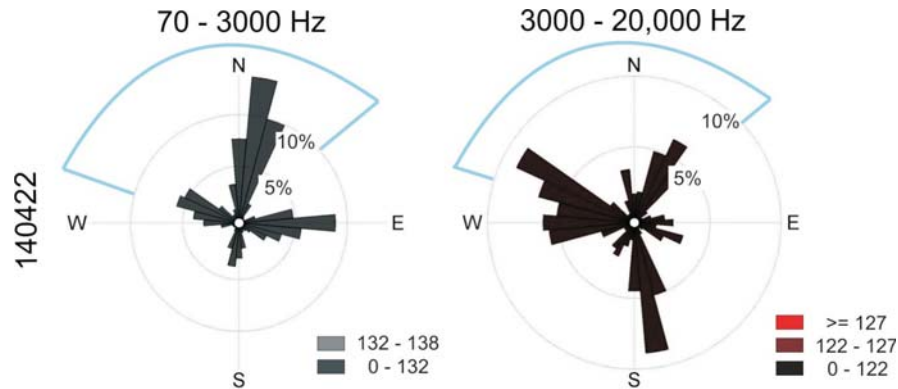 70 - 3000 Hz
3000 - 20,000 Hz
140422
N
10%
5%
W
E
S
132 - 138
0 - 132
N
10%
5%
W
E
S
>= 127
122 - 127
0 - 122